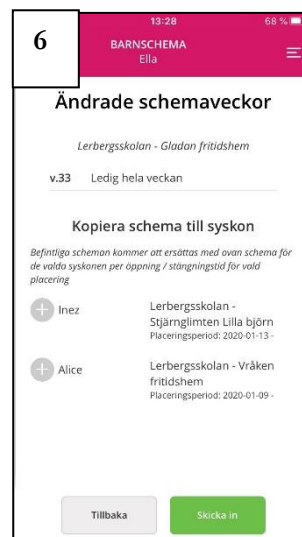 6
13:28
68 %
BARNSCHEMA
Ella
Ändrade schemaveckor
Lerbergsskolan - Gladan fritidshem
v.33 Ledig hela veckan
Kopiera schema till syskon
Befintliga scheman kommer att ersättas med ovan schema för
de valda syskonen per öppning / stängningstid för vald
placering
Inez
Lerbergsskolan -
Stjärnglimten Lilla björn
Placeringsperiod: 2020-01-13 -
Alice
Lerbergsskolan - Vråken
fritidshem
Placeringsperiod: 2020-01-09 -
Tillbaka
Skicka in